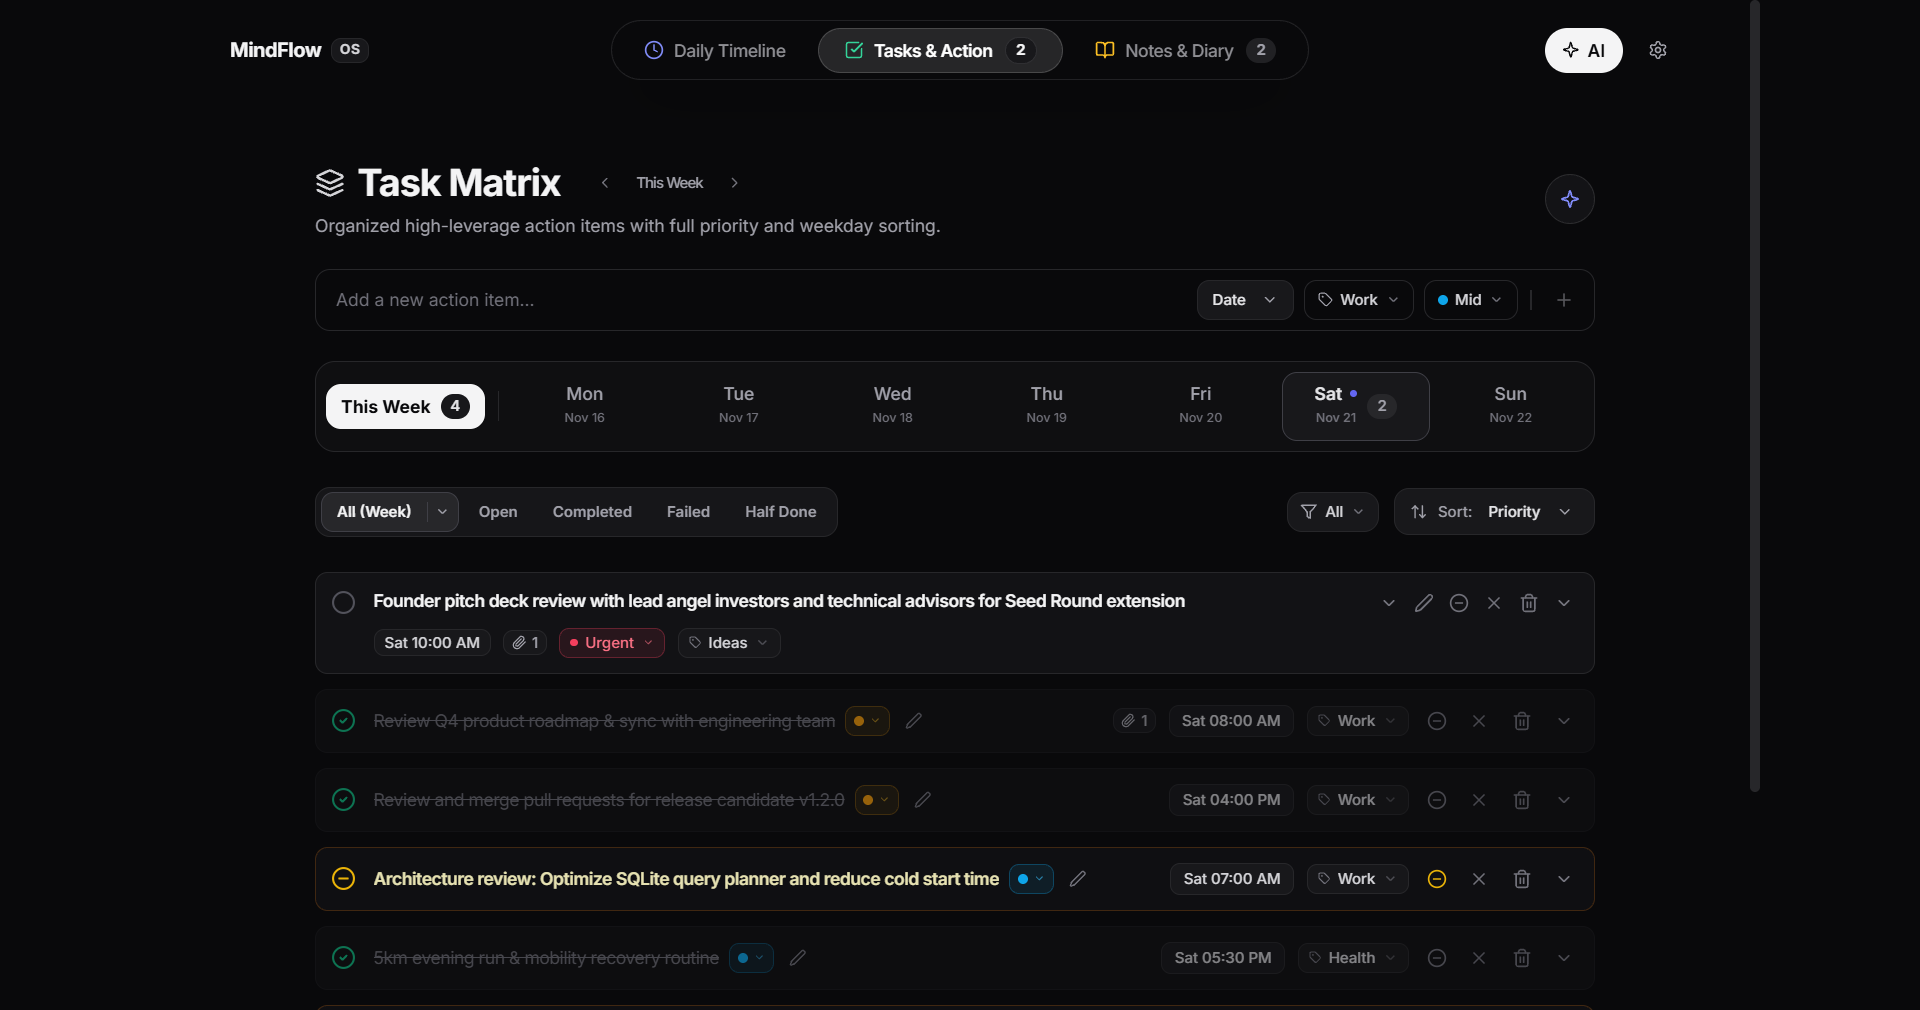 MindFlow OS
Daily Timeline
Tasks & Action 2
Notes & Diary 2
AI
Task Matrix
This Week
Organized high-leverage action items with full priority and weekday sorting.
Add a new action item...
Date
Work
Mid
This Week 4
Mon
Nov 16
Tue
Nov 17
Wed
Nov 18
Thu
Nov 19
Fri
Nov 20
Sat
Nov 21
2
Sun
Nov 22
All (Week)
Open
Completed
Failed
Half Done
All
Sort: Priority
Founder pitch deck review with lead angel investors and technical advisors for Seed Round extension
Sat 10:00 AM
1
Urgent
Ideas
Review Q4 product roadmap & sync with engineering team
1
Sat 08:00 AM
Work
Review and merge pull requests for release candidate v1.2.0
Sat 04:00 PM
Work
Architecture review: Optimize SQLite query planner and reduce cold start time
Sat 07:00 AM
Work
5km evening run & mobility recovery routine
Sat 05:30 PM
Health